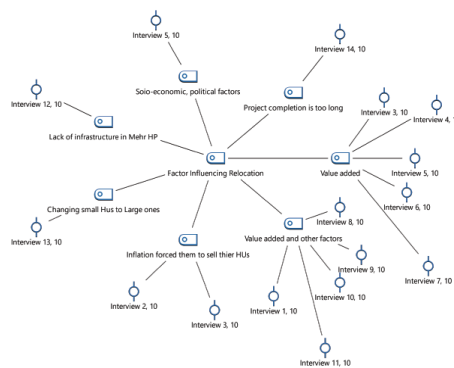 Interview 5, 10
Interview 14, 10
Soio-economic, political factors
Interview 12, 10
Project completion is too long
Interview 3, 10
Interview 4,
Lack of infrastructure in Mehr HP
Factor Influencing Relocation
Value added
Interview 5, 10
Changing small Hus to Large ones
Interview 6, 10
Interview 8, 10
Interview 13, 10
Inflation forced them to sell thier HUs
Value added and other factors
Interview 9, 10
Interview 7, 10
Interview 2, 10
Interview 3, 10
Interview 1, 10
Interview 10, 10
Interview 11, 10